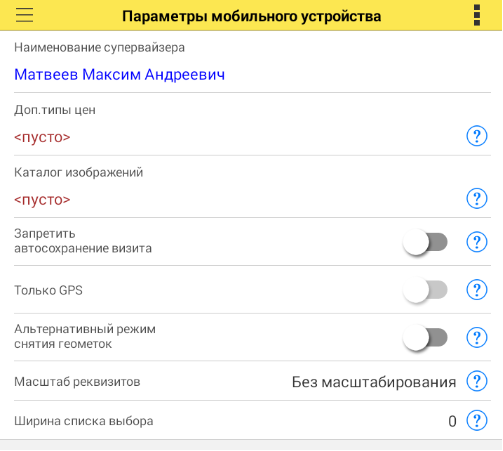 Параметры мобильного устройства
Наименование супервайзера
Матвеев Максим Андреевич
Доп.типы цен
<пусто>
?
Каталог изображений
<пусто>
?
Запретить
автосохранение визита
?
Только GPS
?
Альтернативный режим
снятия геометок
?
Масштаб реквизитов Без масштабирования ?
Ширина списка выбора 0 ?